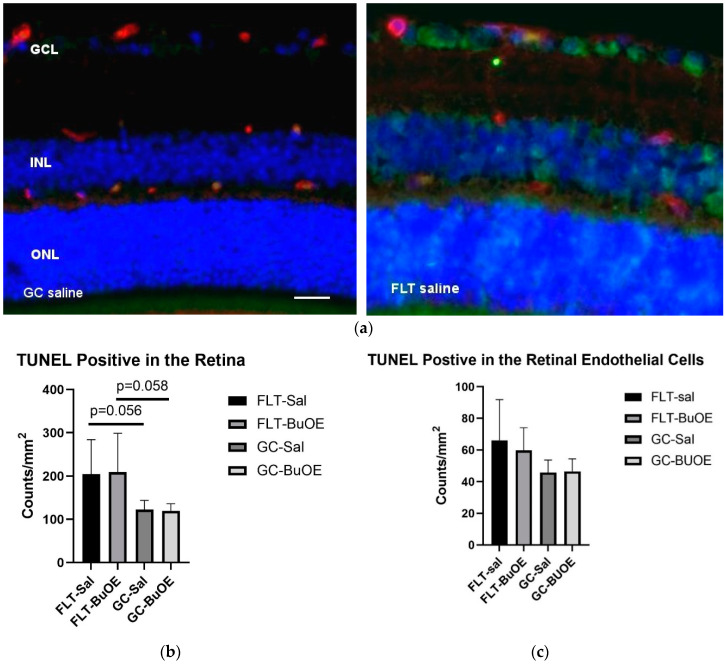 GCL
INL
ONL
GC saline
FLT saline
(a)
TUNEL Positive in the Retina
p=0.058
p=0.056
Counts/mm²
400
300
200
100
0
FLT-Sal
FLT-BuOE
GC-Sal
GC-BuOE
FLT-Sal
FLT-BuOE
GC-Sal
GC-BuOE
(b)
TUNEL Postive in the Retinal Endothelial Cells
Counts/mm²
100
80
60
40
20
0
FLT-sal
FLT-BuOE
GC-Sal
GC-BUOE
FLT-sal
FLT-BuOE
GC-Sal
GC-BUOE
(c)